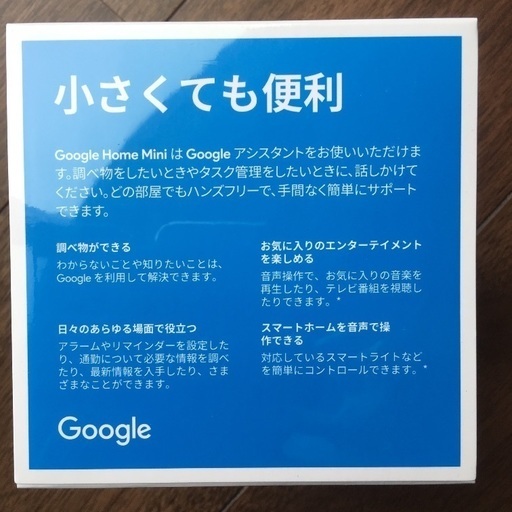 小さくても便利
Google Home Mini は Google アシスタントをお使いいただけま
す。調べ物をしたいときやタスク管理をしたいときに、話しかけて
ください。どの部屋でもハンズフリーで、手間なく簡単にサポート
できます。
調べ物ができる
わからないことや知りたいことは、
Google を利用して解決できます。
お気に入りのエンターテイメント
を楽しめる
音声操作で、お気に入りの音楽を
再生したり、テレビ番組を視聴し
たりできます。*
日々のあらゆる場面で役立つ
アラームやリマインダーを設定した
り、通勤について必要な情報を調べ
たり、最新情報を入手したり、さま
ざまなことができます。
スマートホームを音声で操
作できる
対応しているスマートライトなど
を簡単にコントロールできます。*
Google